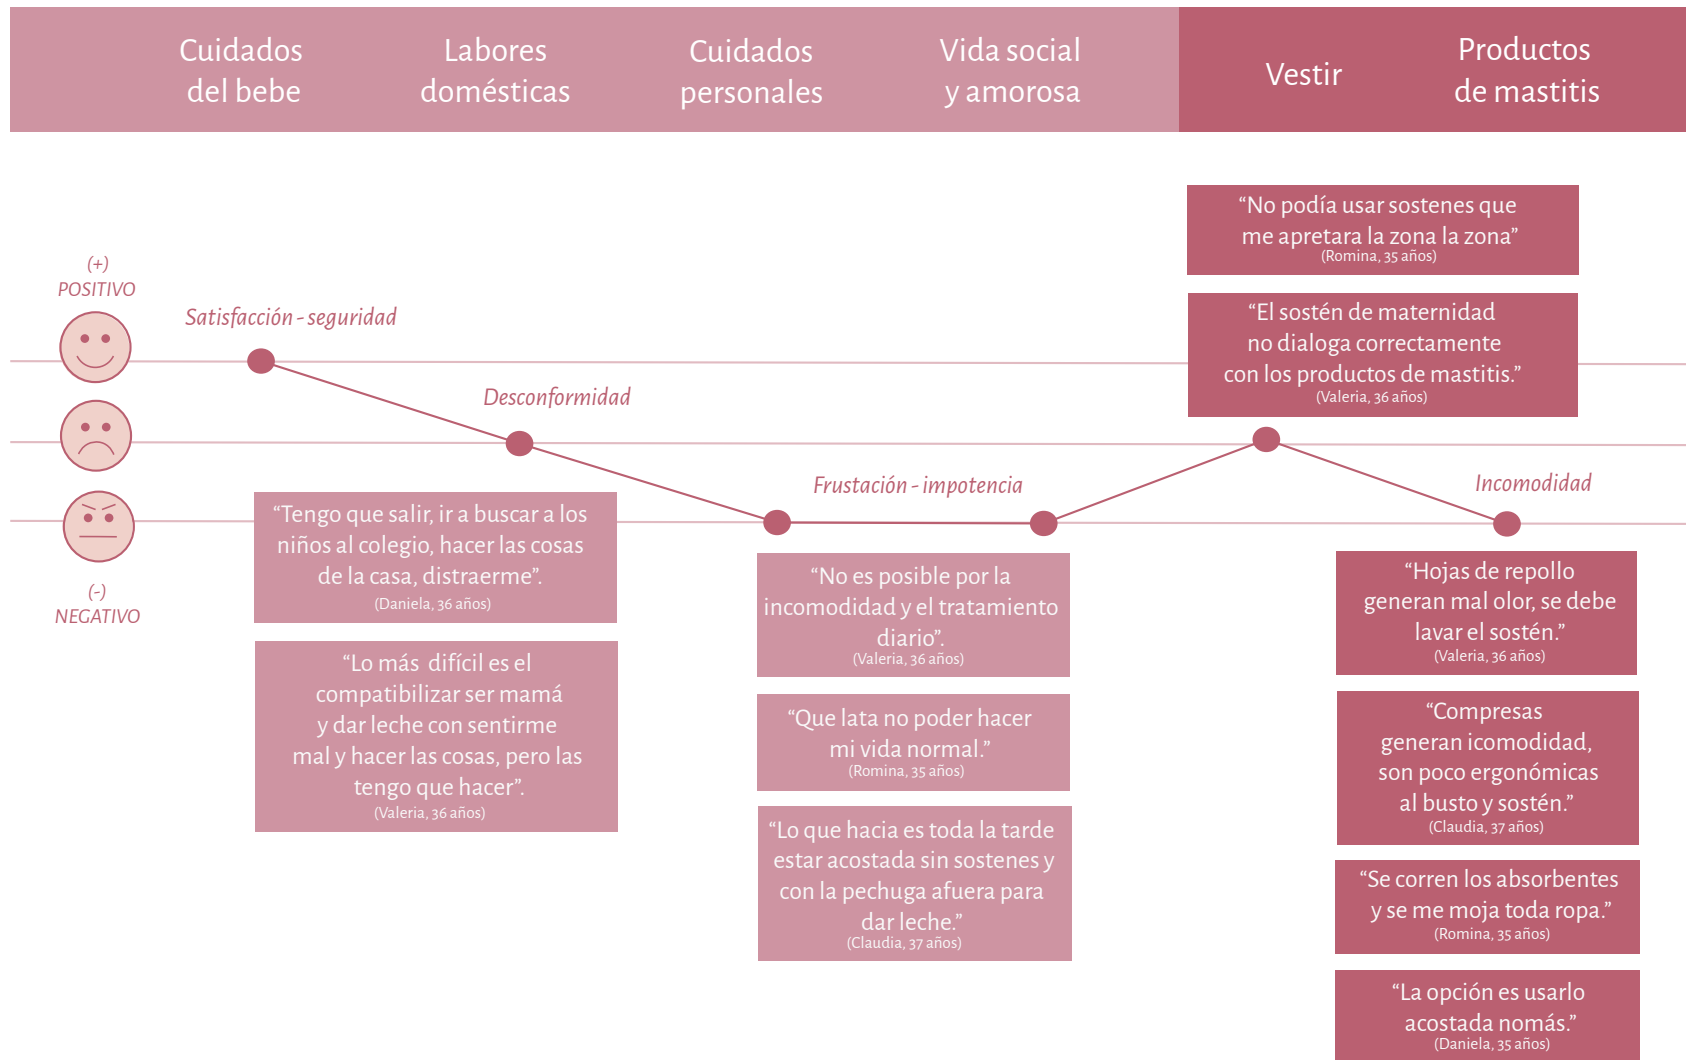 Cuidados
del bebe
Labores
domésticas
Cuidados
personales
Vida social
y amorosa
Vestir
Productos
de mastitis
(+)
POSITIVO
(-)
NEGATIVO
Satisfacción - seguridad
Desconformidad
Frustación - impotencia
Incomodidad
“Tengo que salir, ir a buscar a los
niños al colegio, hacer las cosas
de la casa, distraerme”.
(Daniela, 36 años)
“Lo más difícil es el
compatibilizar ser mamá
y dar leche con sentirme
mal y hacer las cosas, pero las
tengo que hacer”.
(Valeria, 36 años)
“No es posible por la
incomodidad y el tratamiento
diario”.
(Valeria, 36 años)
“Que lata no poder hacer
mi vida normal.”
(Romina, 35 años)
“Lo que hacia es toda la tarde
estar acostada sin sostenes y
con la pechuga afuera para
dar leche.”
(Claudia, 37 años)
“No podía usar sostenes que
me apretara la zona la zona”
(Romina, 35 años)
“El sostén de maternidad
no dialoga correctamente
con los productos de mastitis.”
(Valeria, 36 años)
“Hojas de repollo
generan mal olor, se debe
lavar el sostén.”
(Valeria, 36 años)
“Compresas
generan icomodidad,
son poco ergonómicas
al busto y sostén.”
(Claudia, 37 años)
“Se corren los absorbentes
y se me moja toda ropa.”
(Romina, 35 años)
“La opción es usarlo
acostada nomás.”
(Daniela, 35 años)